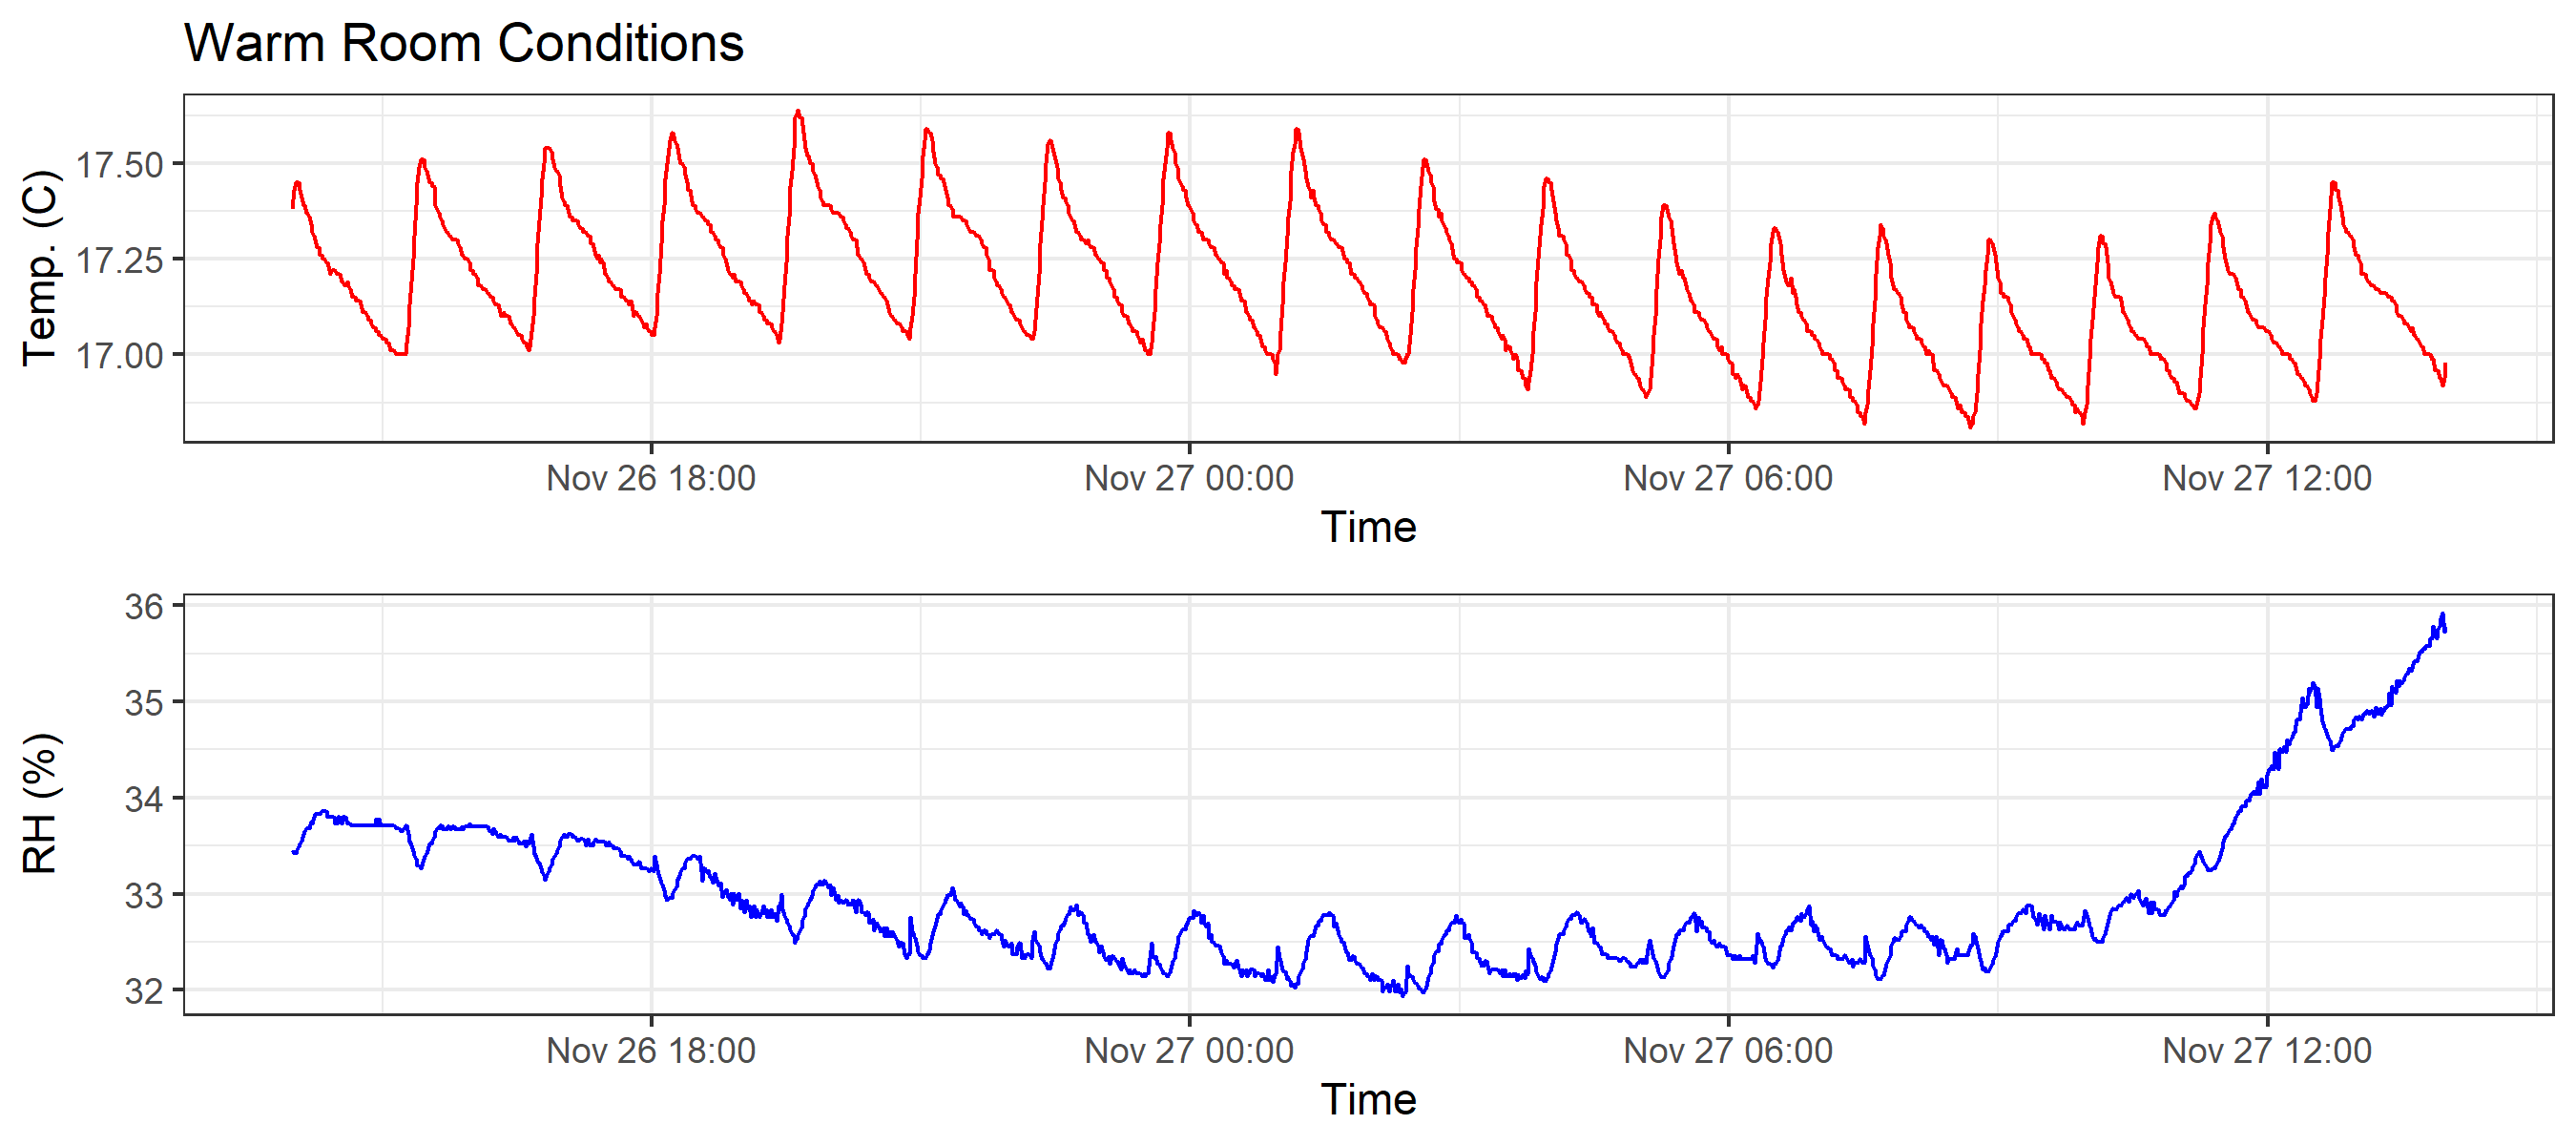 Warm Room Conditions
Temp. (C)
17.50
17.25
17.00
Nov 26 18:00 Nov 27 00:00 Nov 27 06:00 Nov 27 12:00
Time
RH (%)
36
35
34
33
32
Nov 26 18:00 Nov 27 00:00 Nov 27 06:00 Nov 27 12:00
Time